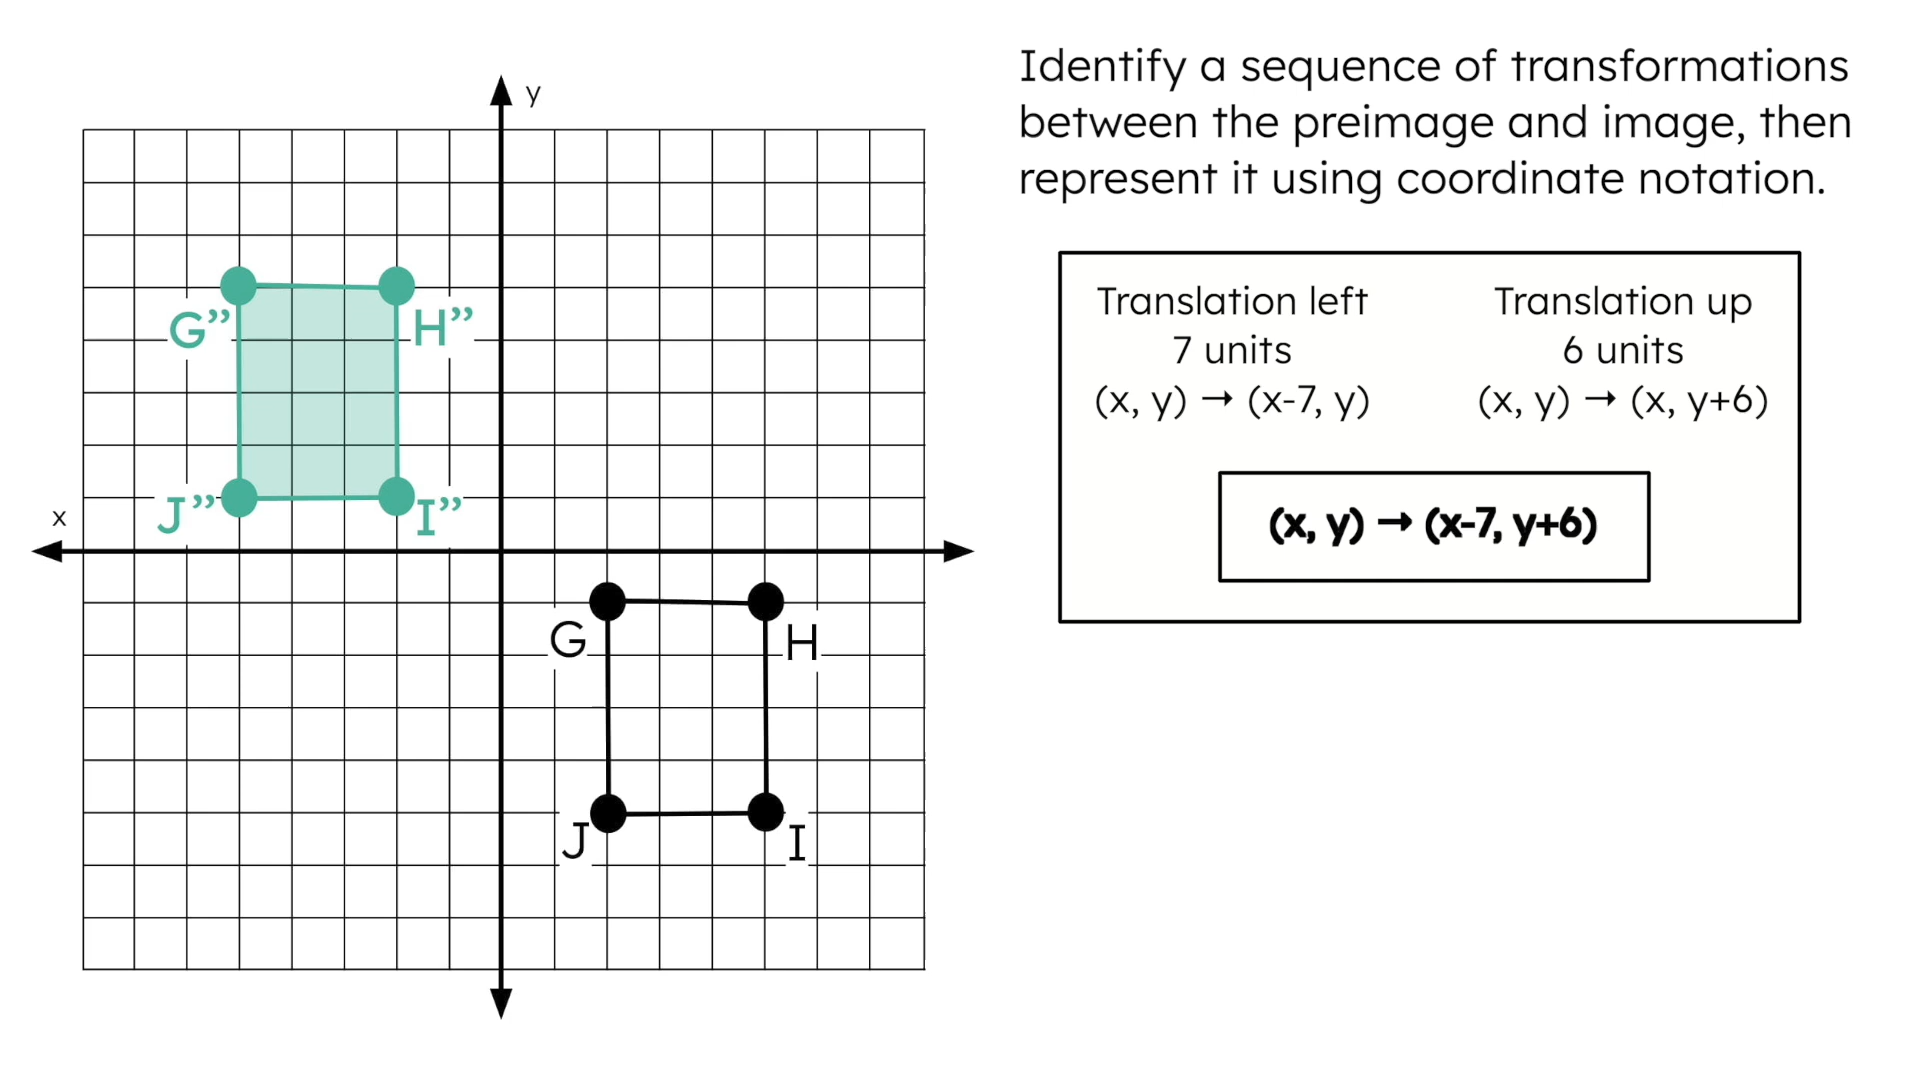 Identify a sequence of transformations
between the preimage and image, then
represent it using coordinate notation.
y
x
G”
H”
J”
I”
G
H
J
I
Translation left
7 units
(x, y) → (x-7, y)
Translation up
6 units
(x, y) → (x, y+6)
(x, y) → (x-7, y+6)